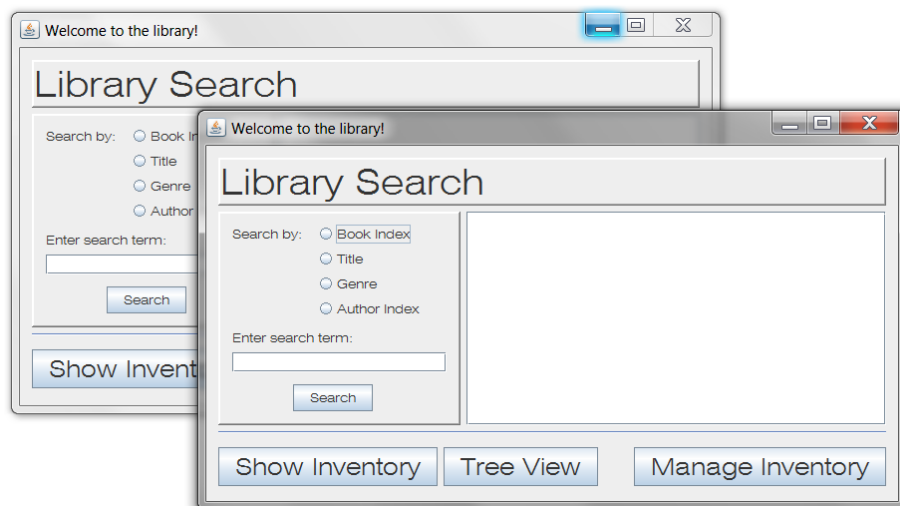 Welcome to the library!
Library Search
Search by: Book In
Title
Genre
Author
Enter search term:
Search
Show Invent
Welcome to the library!
Library Search
Search by: Book Index
Title
Genre
Author Index
Enter search term:
Search
Show Inventory Tree View Manage Inventory